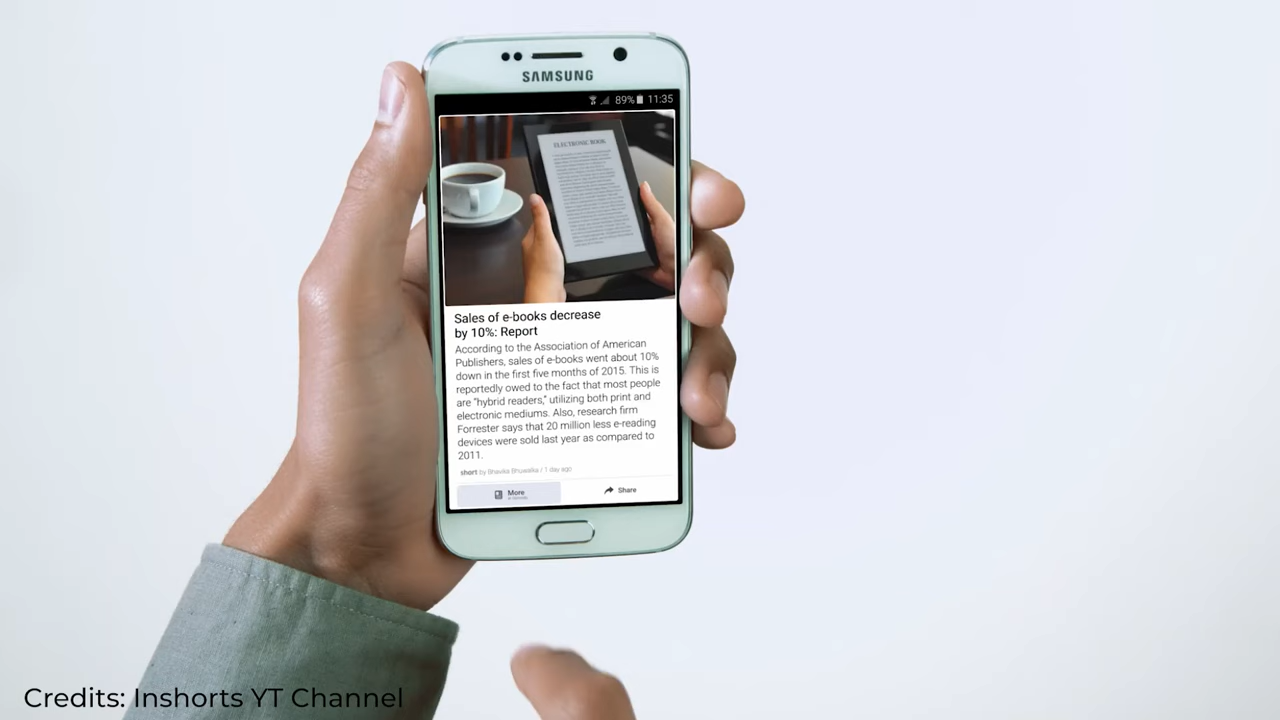 SAMSUNG
89% 11:35
ELECTRONIC BOOK
Sales of e-books decrease
by 10%: Report
According to the Association of American
Publishers, sales of e-books went about 10%
down in the first five months of 2015. This is
reportedly owed to the fact that most people
are "hybrid readers," utilizing both print and
electronic mediums. Also, research firm
Forrester says that 20 million less e-reading
devices were sold last year as compared to
2011.
short by Bhavika Bhuwalka / 1 day ago
More
Share
Credits: Inshorts YT Channel